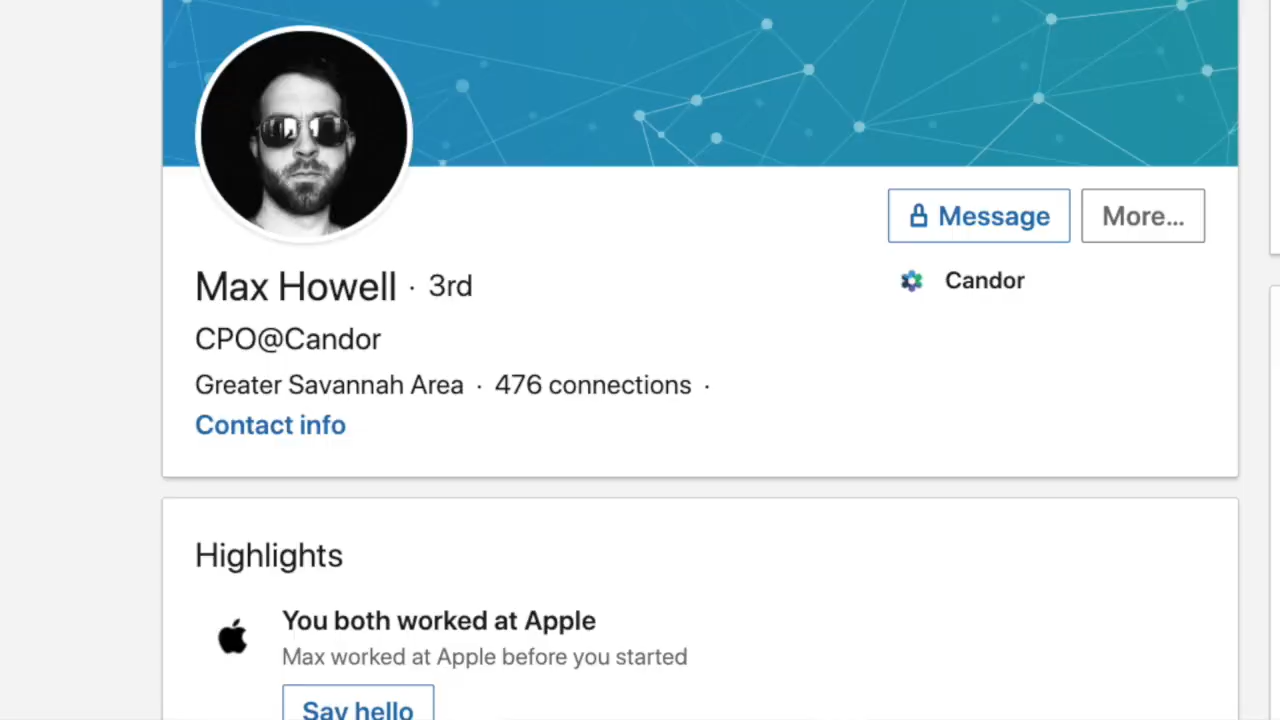 Message
More...
Max Howell · 3rd
Candor
CPO@Candor
Greater Savannah Area · 476 connections ·
Contact info
Highlights
You both worked at Apple
Max worked at Apple before you started
Say hello